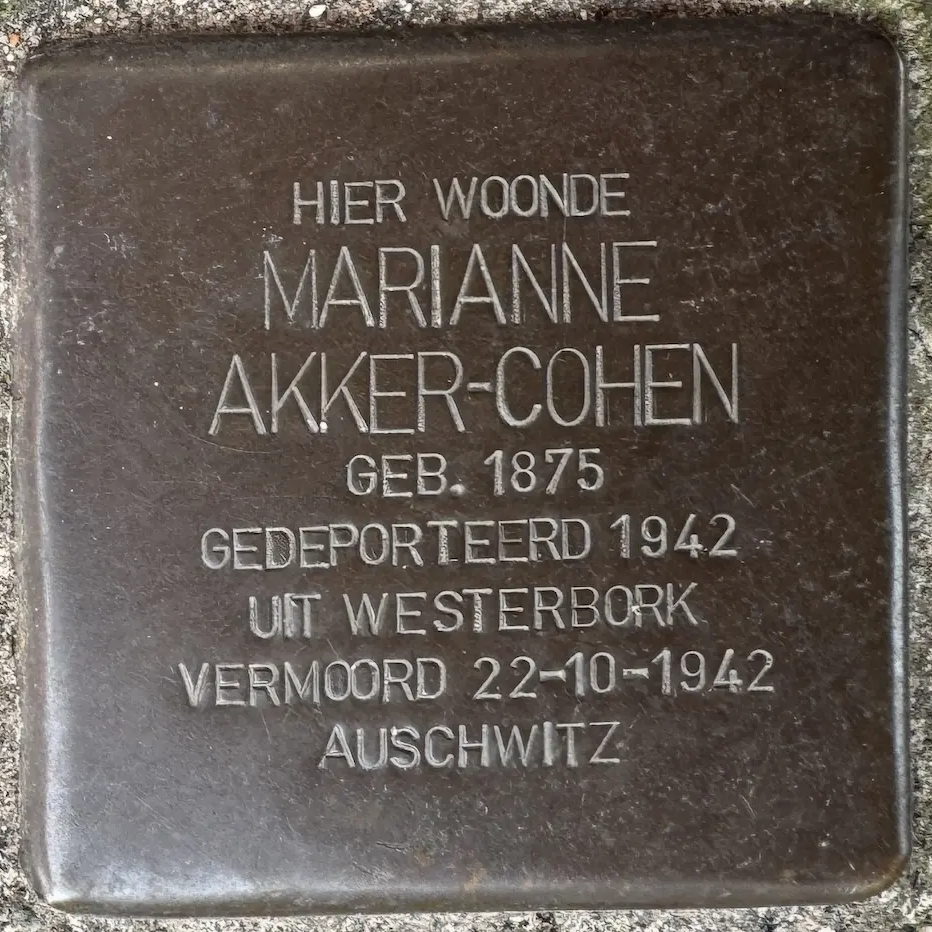 HIER WOONDE
MARIANNE
AKKER-COHEN
GEB. 1875
GEDEPORTEERD 1942
UIT WESTERBORK
VERMOORD 22-10-1942
AUSCHWITZ